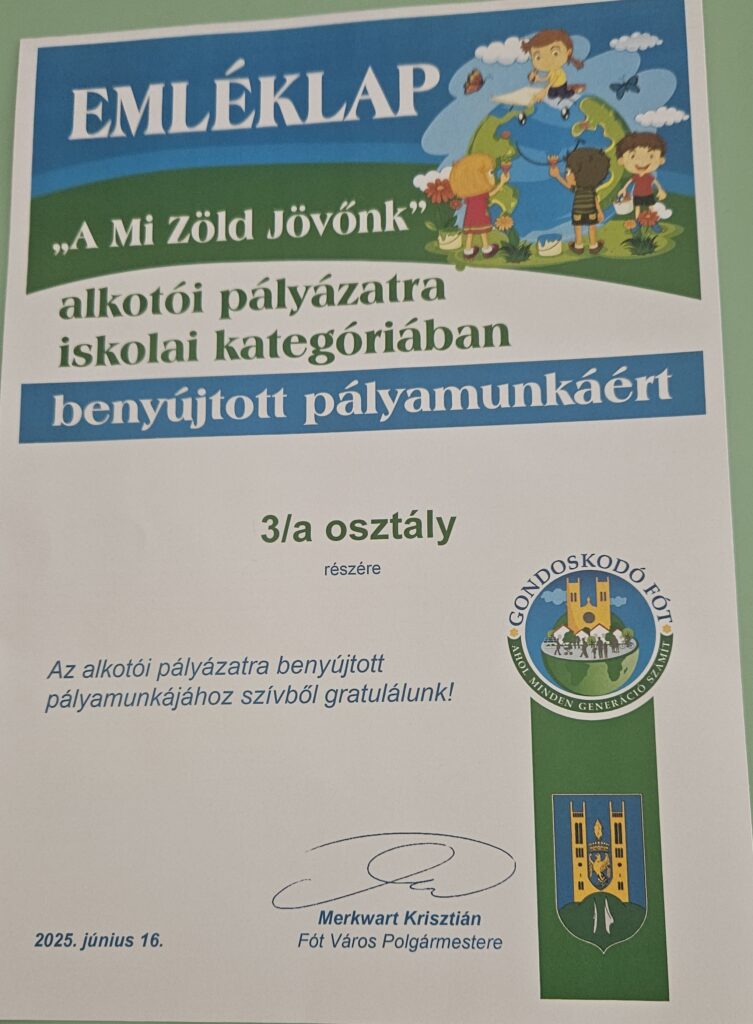 EMLÉKLAP
„A Mi Zöld Jövőnk”
alkotói pályázatra
iskolai kategóriában
benyújtott pályamunkáért
3/a osztály
részére
GONDOSKODÓ FÓT
AHOL MINDEN GENERÁCIÓ SZÁMÍT
Az alkotói pályázatra benyújtott
pályamunkájához szívből gratulálunk!
Merkwart Krisztián
2025. június 16.
Fót Város Polgármestere